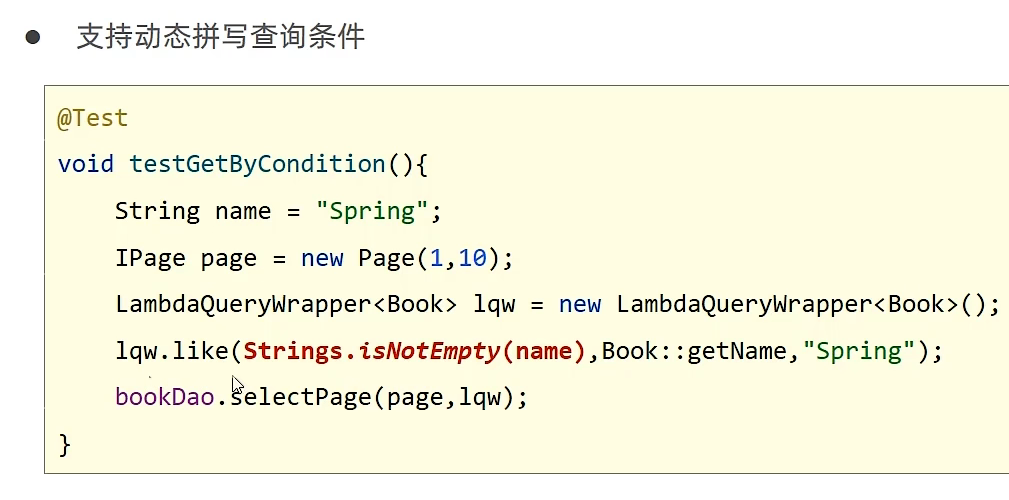 ● 支持动态拼写查询条件
@Test
void testGetByCondition(){
    String name = "Spring";
    IPage page = new Page(1,10);
    LambdaQueryWrapper<Book> lqw = new LambdaQueryWrapper<Book>();
    lqw.like(Strings.isNotEmpty(name),Book::getName,"Spring");
    bookDao.selectPage(page,lqw);
}